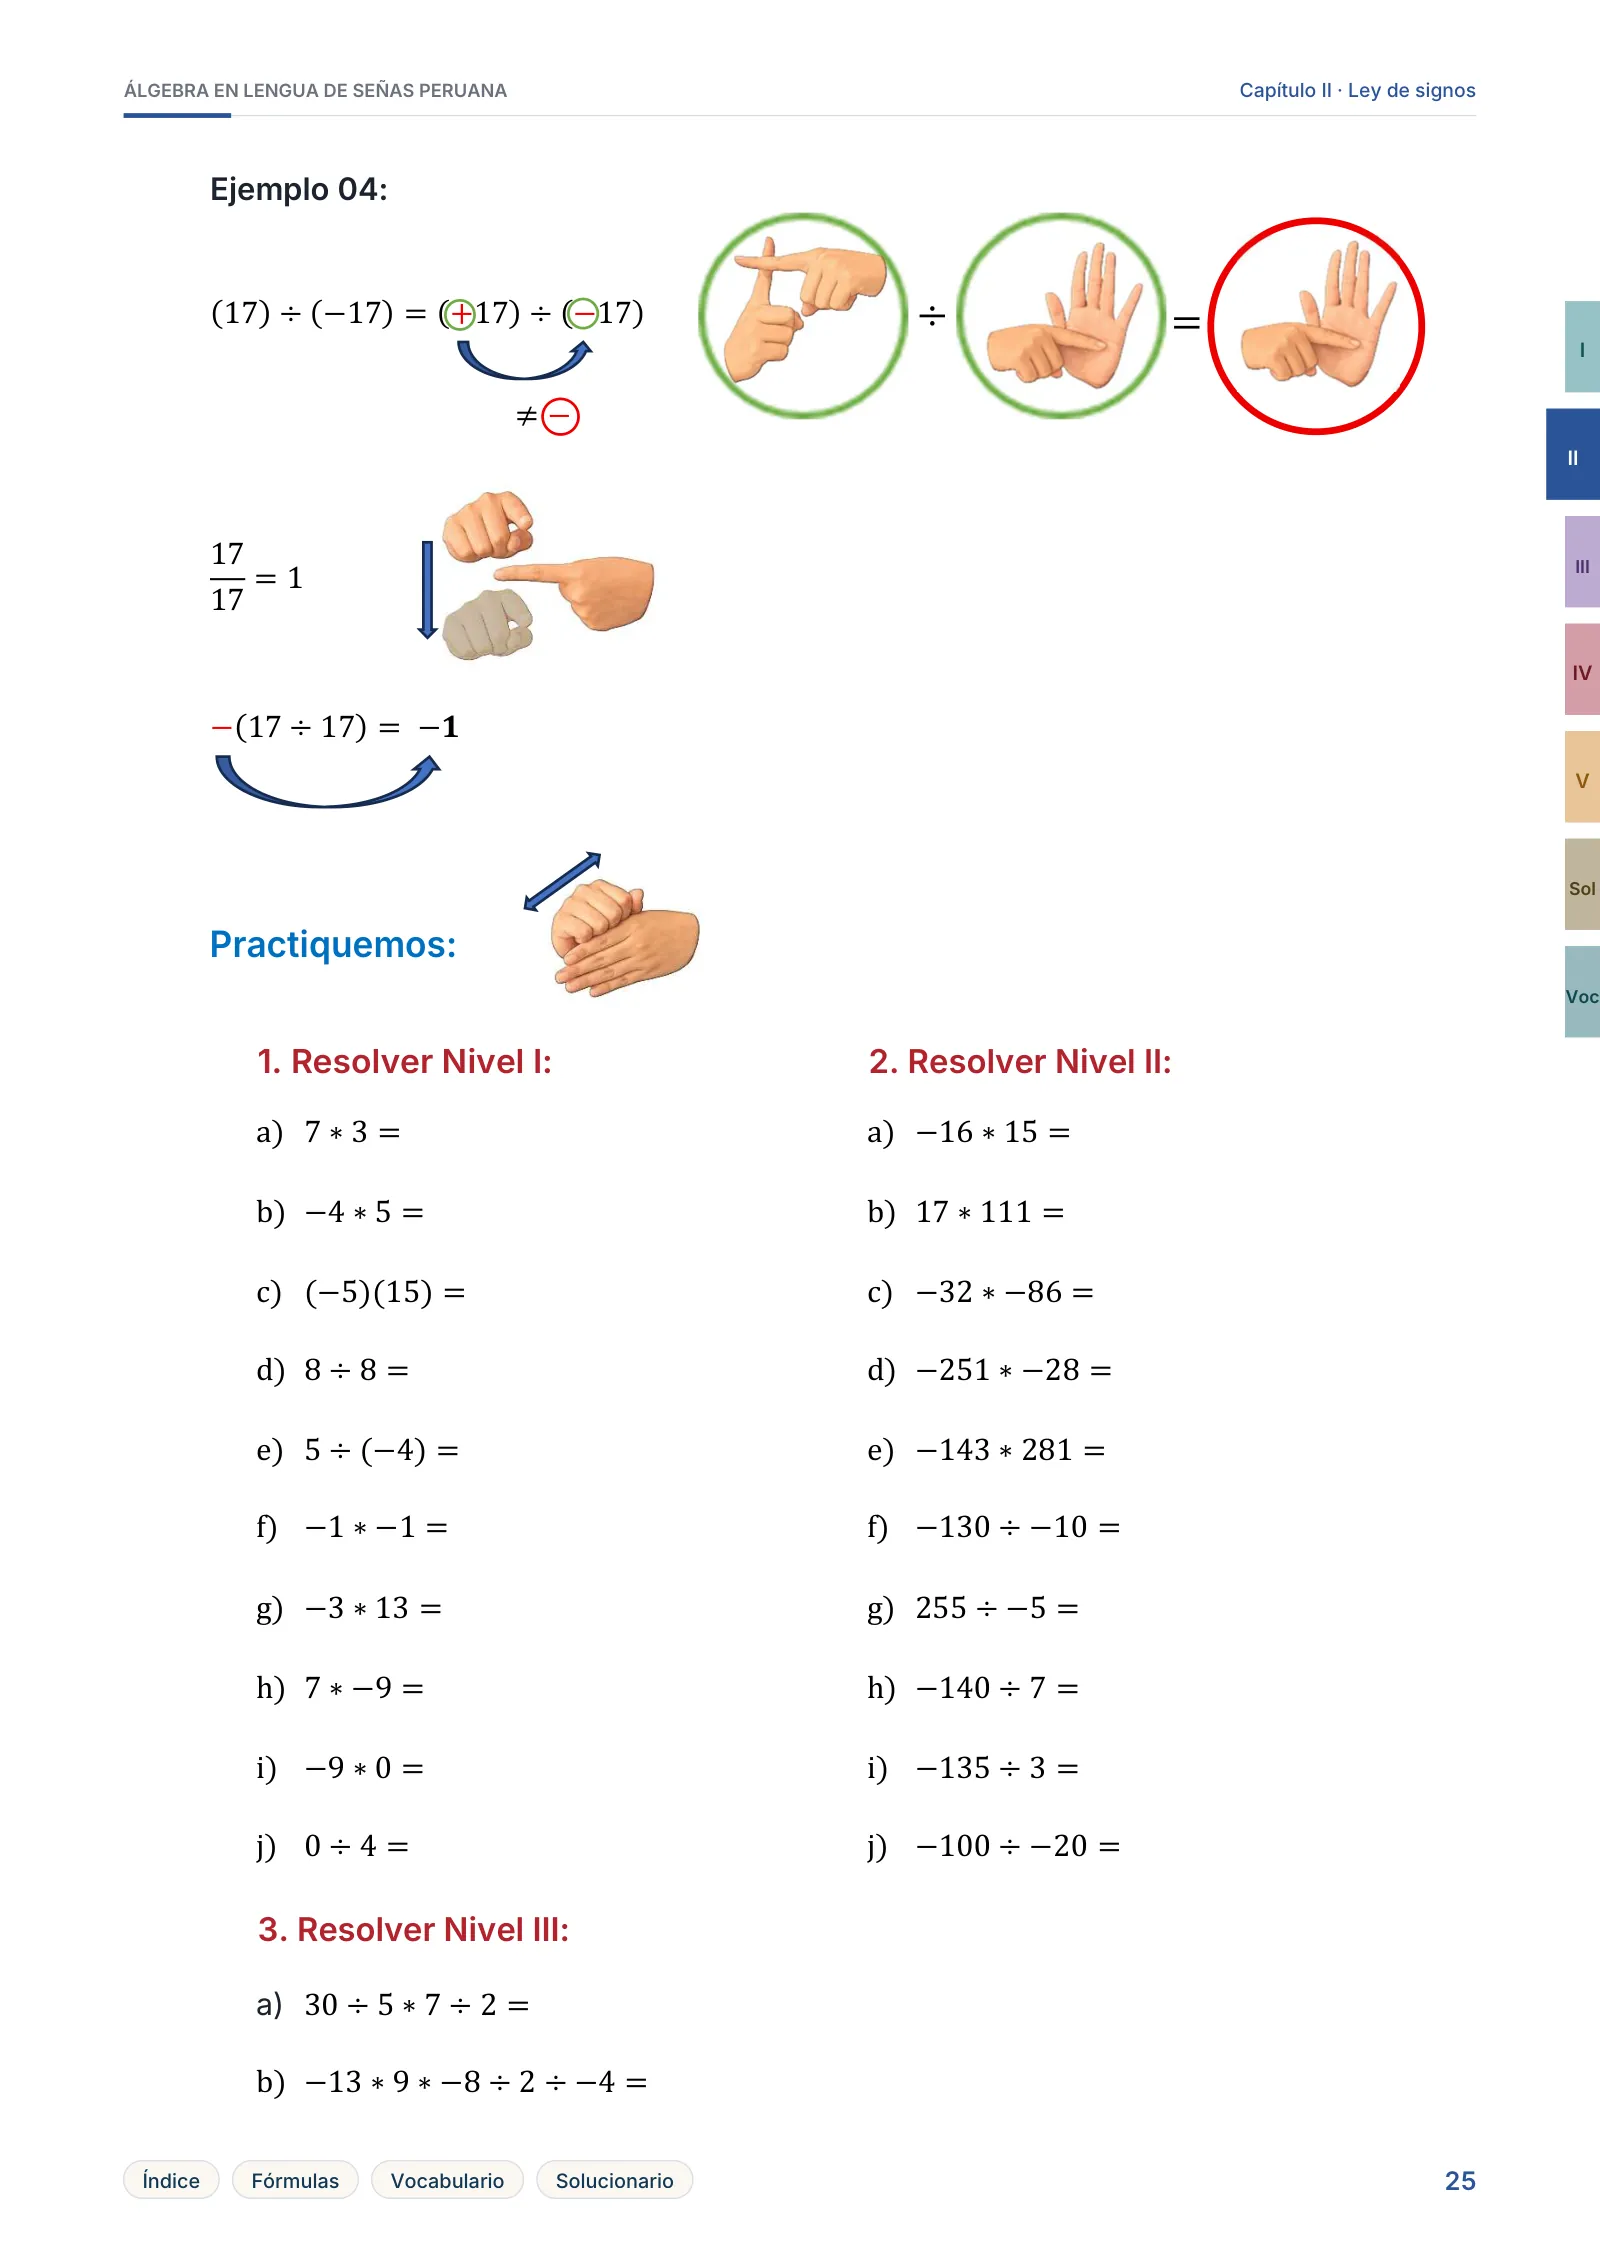 ÁLGEBRA EN LENGUA DE SEÑAS PERUANA
Capítulo II · Ley de signos
Ejemplo 04:
(17) ÷ (−17) = (+17) ÷ (−17)
÷
=
≠ −
17
17
= 1
−(17 ÷ 17) = −1
Practiquemos:
1. Resolver Nivel I:
a) 7 ∗ 3 =
b) −4 ∗ 5 =
c) (−5)(15) =
d) 8 ÷ 8 =
e) 5 ÷ (−4) =
f) −1 ∗ −1 =
g) −3 ∗ 13 =
h) 7 ∗ −9 =
i) −9 ∗ 0 =
j) 0 ÷ 4 =
2. Resolver Nivel II:
a) −16 ∗ 15 =
b) 17 ∗ 111 =
c) −32 ∗ −86 =
d) −251 ∗ −28 =
e) −143 ∗ 281 =
f) −130 ÷ −10 =
g) 255 ÷ −5 =
h) −140 ÷ 7 =
i) −135 ÷ 3 =
j) −100 ÷ −20 =
3. Resolver Nivel III:
a) 30 ÷ 5 ∗ 7 ÷ 2 =
b) −13 ∗ 9 ∗ −8 ÷ 2 ÷ −4 =
I
II
III
IV
V
Sol
Voc
Índice
Fórmulas
Vocabulario
Solucionario
25